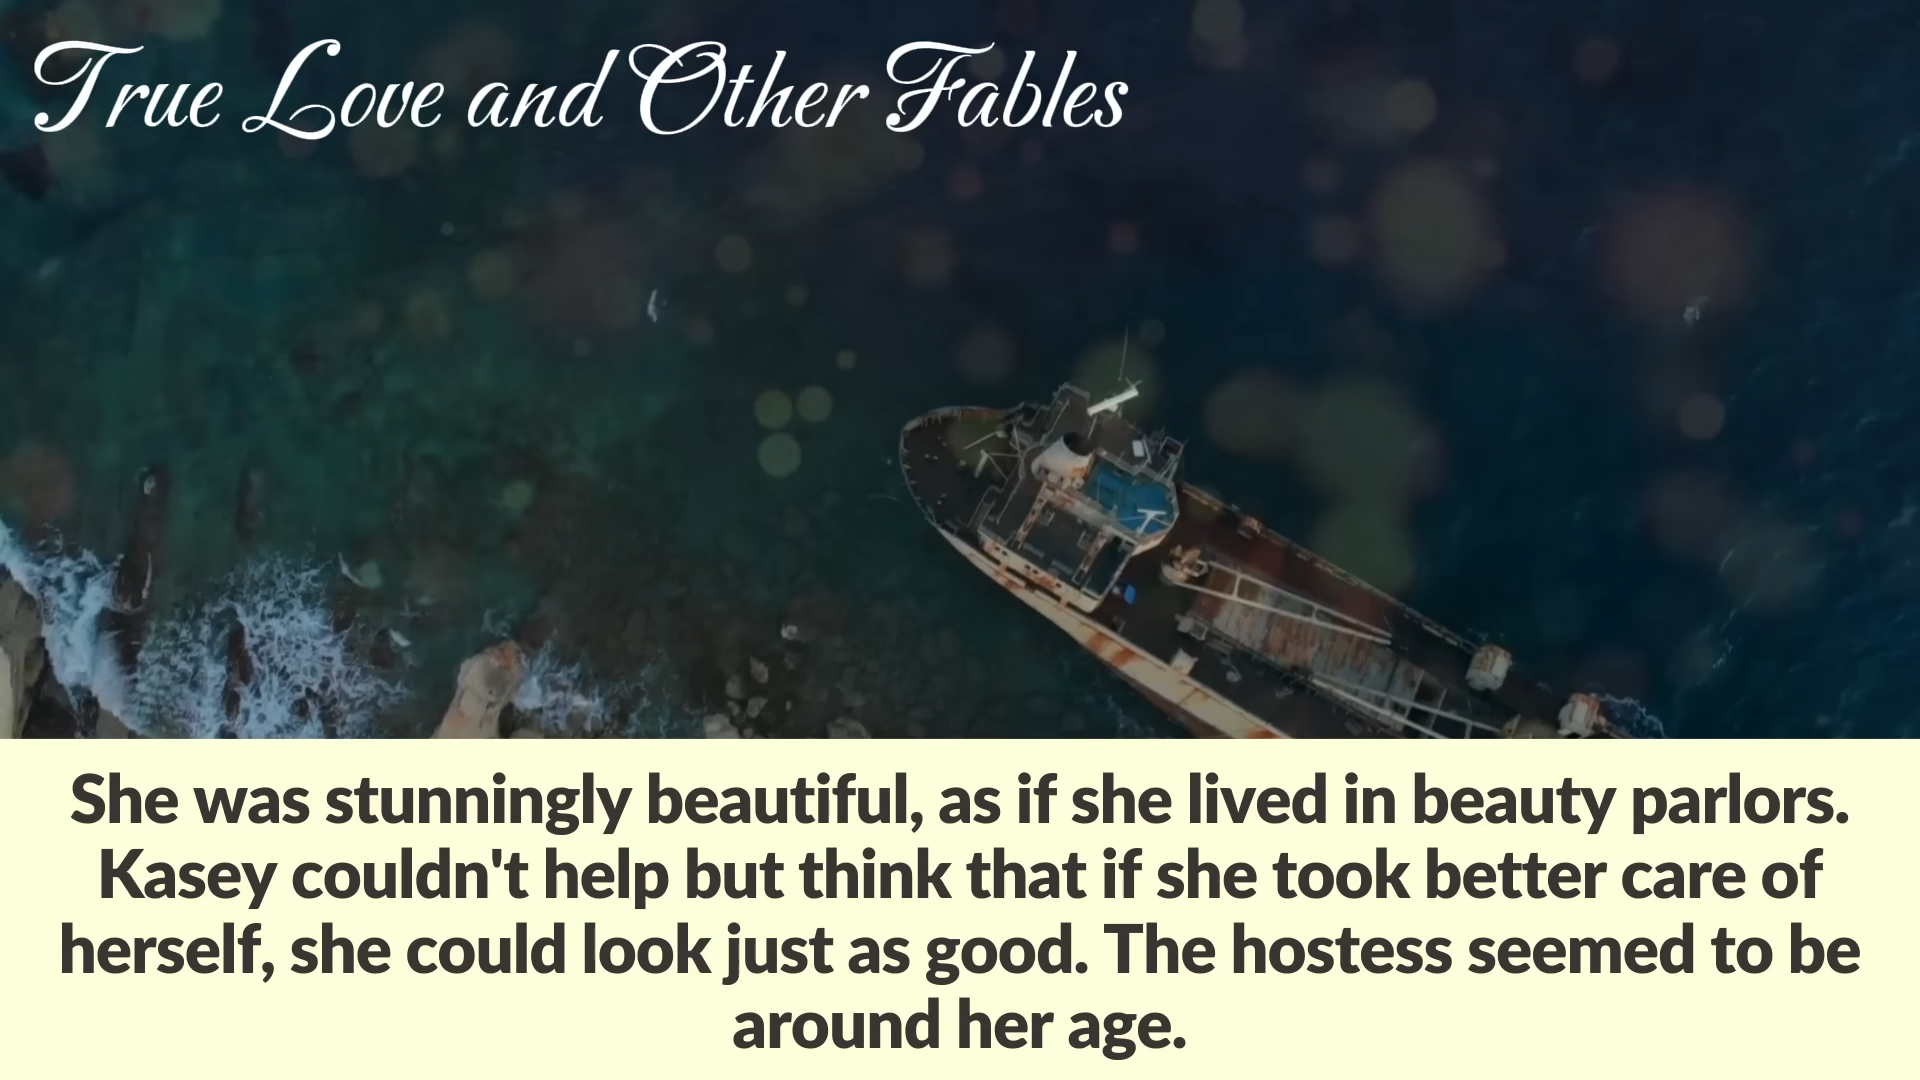 True Love and Other Fables
She was stunningly beautiful, as if she lived in beauty parlors.
Kasey couldn't help but think that if she took better care of
herself, she could look just as good. The hostess seemed to be
around her age.